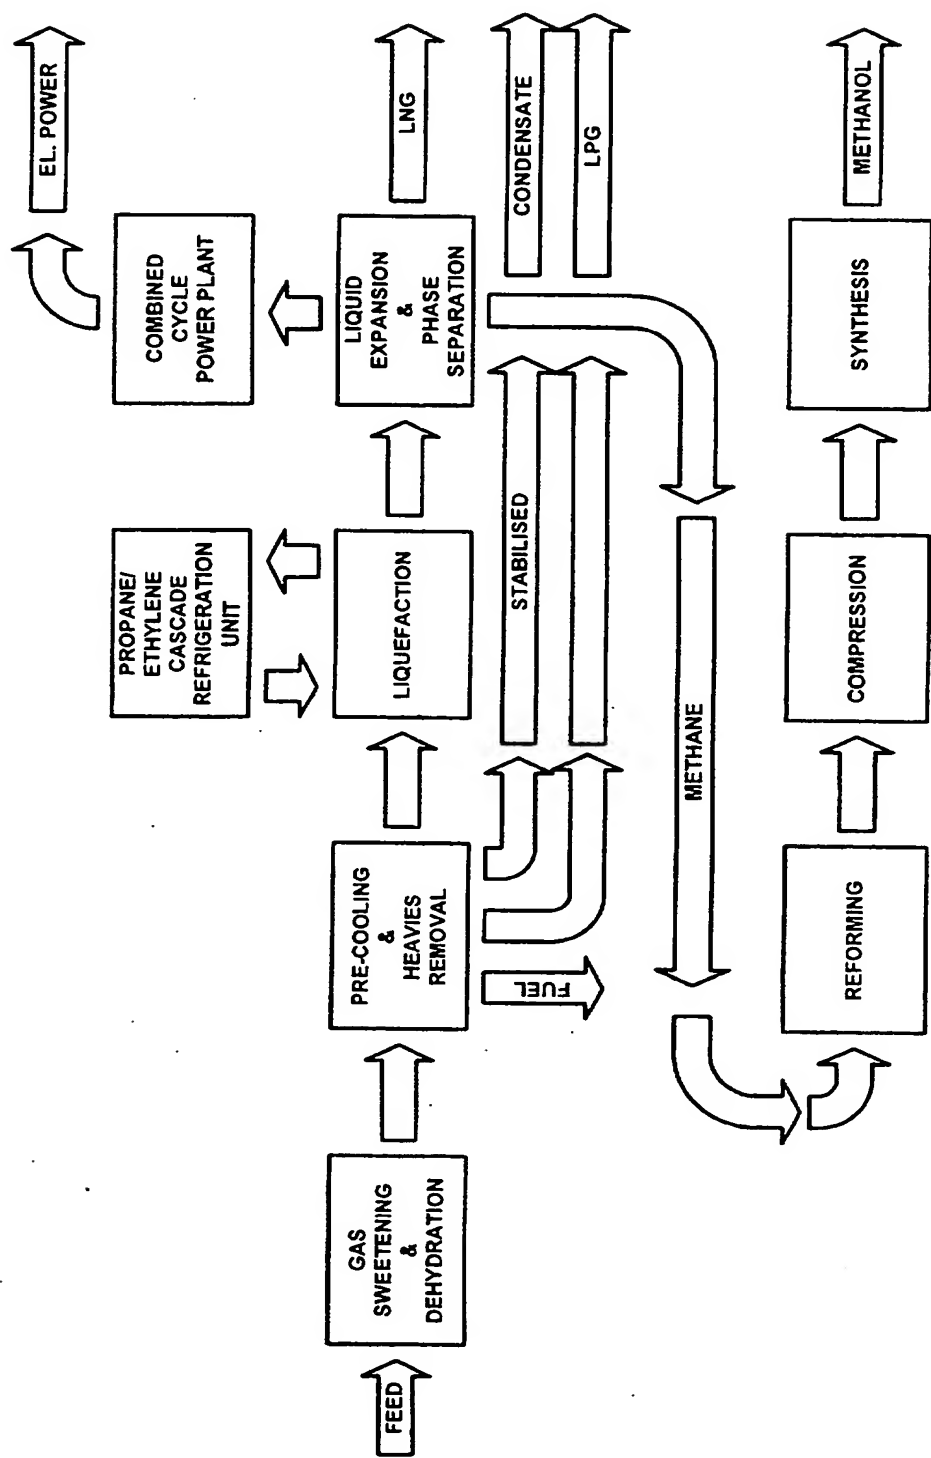 EL. POWER
COMBINED
CYCLE
POWER PLANT
PROPANE/
ETHYLENE
CASCADE
REFRIGERATION
UNIT
FEED
GAS
SWEETENING
&
DEHYDRATION
PRE-COOLING
&
HEAVIES
REMOVAL
LIQUEFACTION
LIQUID
EXPANSION
&
PHASE
SEPARATION
LNG
FUEL
STABILISED
CONDENSATE
LPG
METHANE
REFORMING
COMPRESSION
SYNTHESIS
METHANOL